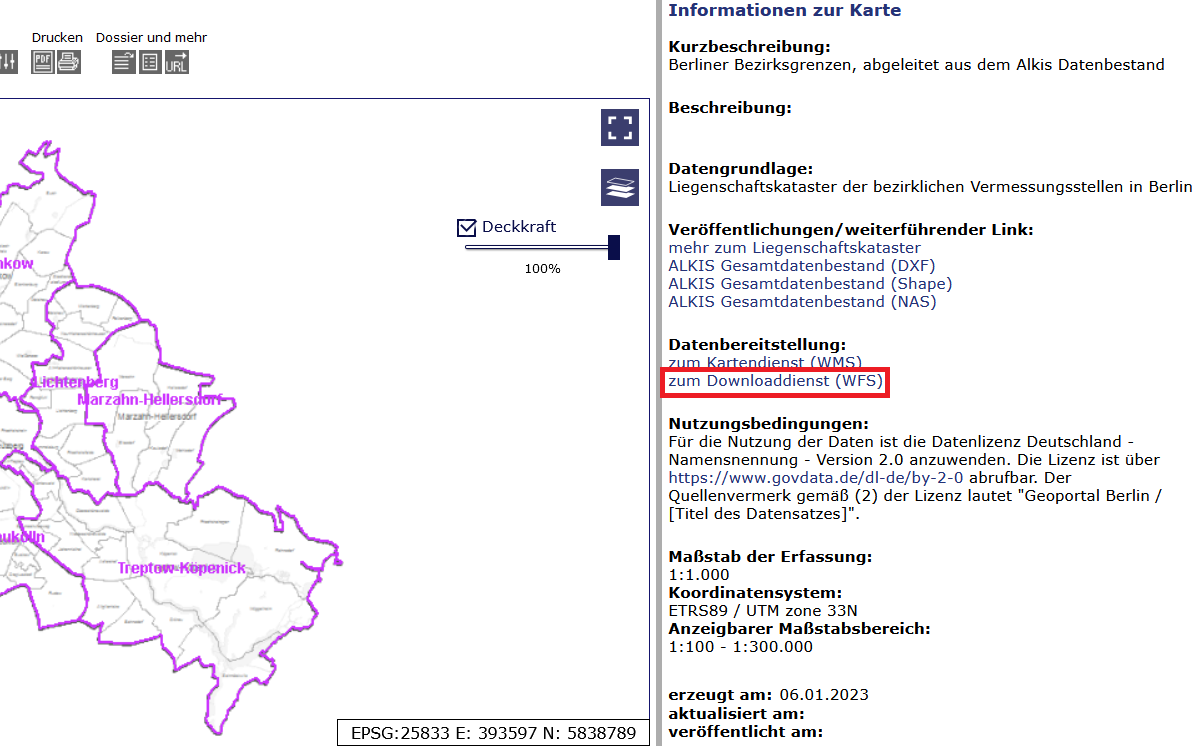 Drucken Dossier und mehr
PDF
URL
Deckkraft
100%
nkow
Lichtenberg
Marzahn-Hellersdorf
Marzahn-Hellersdorf
ukölln
Treptow-Köpenick
EPSG:25833 E: 393597 N: 5838789
Informationen zur Karte
Kurzbeschreibung:
Berliner Bezirksgrenzen, abgeleitet aus dem Alkis Datenbestand
Beschreibung:
Datengrundlage:
Liegenschaftskataster der bezirklichen Vermessungsstellen in Berlin
Veröffentlichungen/weiterführender Link:
mehr zum Liegenschaftskataster
ALKIS Gesamtdatenbestand (DXF)
ALKIS Gesamtdatenbestand (Shape)
ALKIS Gesamtdatenbestand (NAS)
Datenbereitstellung:
zum Kartendienst (WMS)
zum Downloaddienst (WFS)
Nutzungsbedingungen:
Für die Nutzung der Daten ist die Datenlizenz Deutschland -
Namensnennung - Version 2.0 anzuwenden. Die Lizenz ist über
https://www.govdata.de/dl-de/by-2-0 abrufbar. Der
Quellenvermerk gemäß (2) der Lizenz lautet "Geoportal Berlin /
[Titel des Datensatzes]".
Maßstab der Erfassung:
1:1.000
Koordinatensystem:
ETRS89 / UTM zone 33N
Anzeigbarer Maßstabsbereich:
1:100 - 1:300.000
erzeugt am: 06.01.2023
aktualisiert am:
veröffentlicht am: